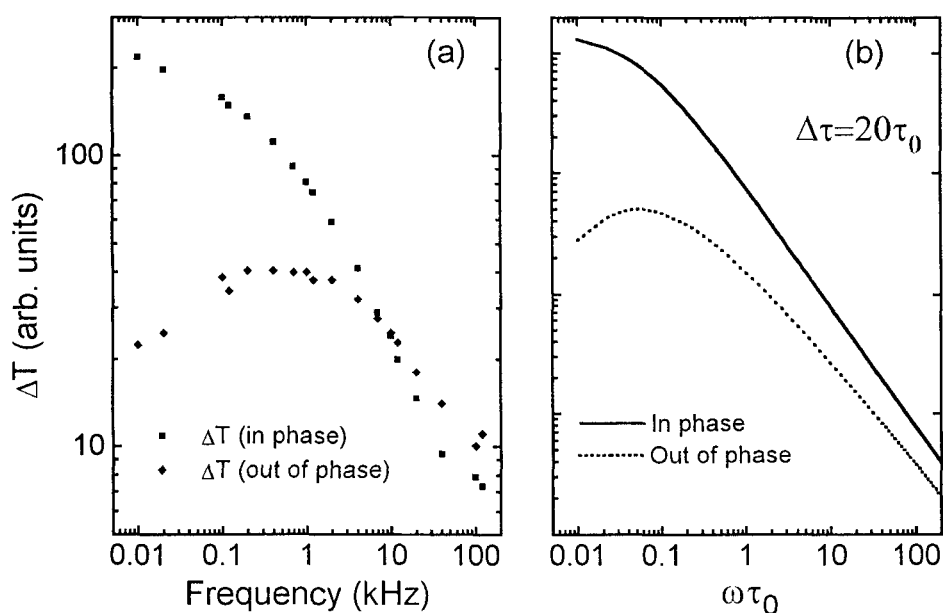 (a)
100
10
ΔT (arb. units)
ΔT (in phase)
ΔT (out of phase)
0.01 0.1 1 10 100
Frequency (kHz)
(b)
Δτ=20τ₀
In phase
Out of phase
0.01 0.1 1 10 100
ωτ₀